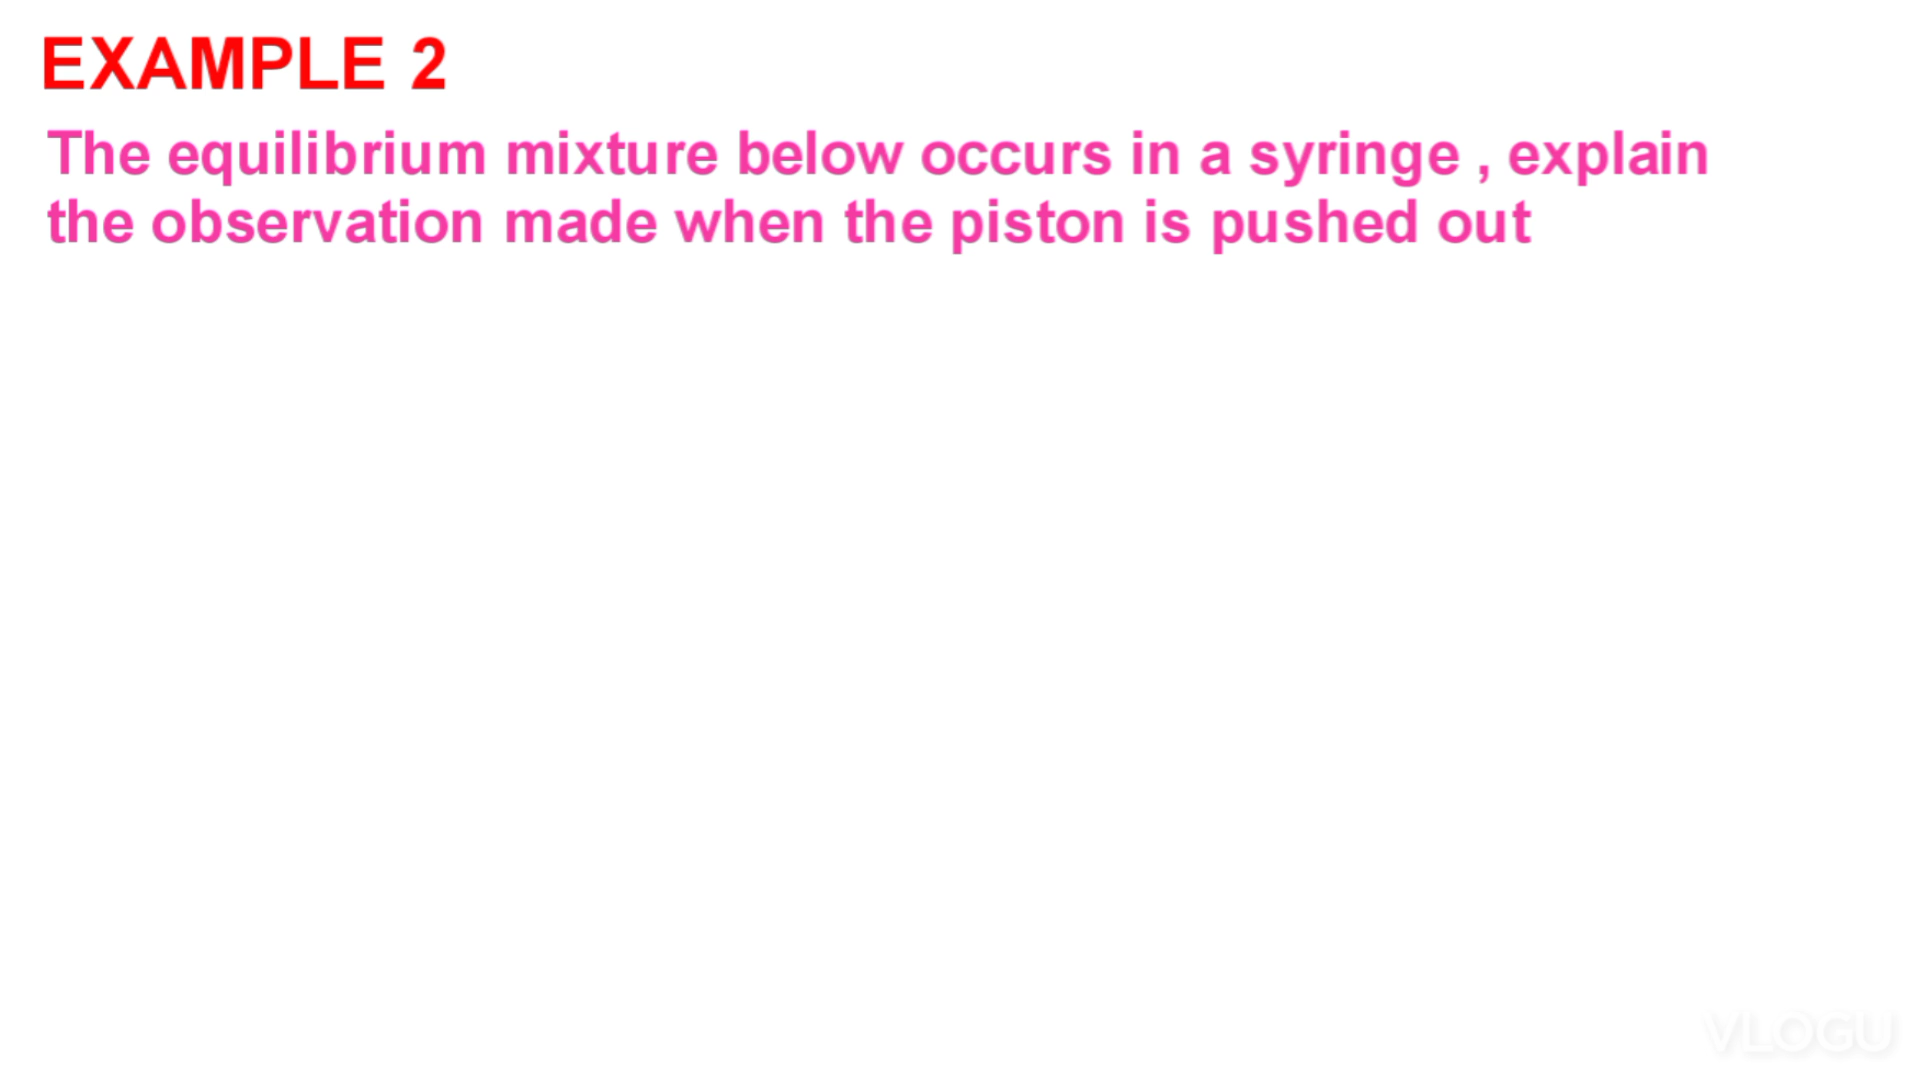 EXAMPLE 2
The equilibrium mixture below occurs in a syringe , explain
the observation made when the piston is pushed out
VLOGU